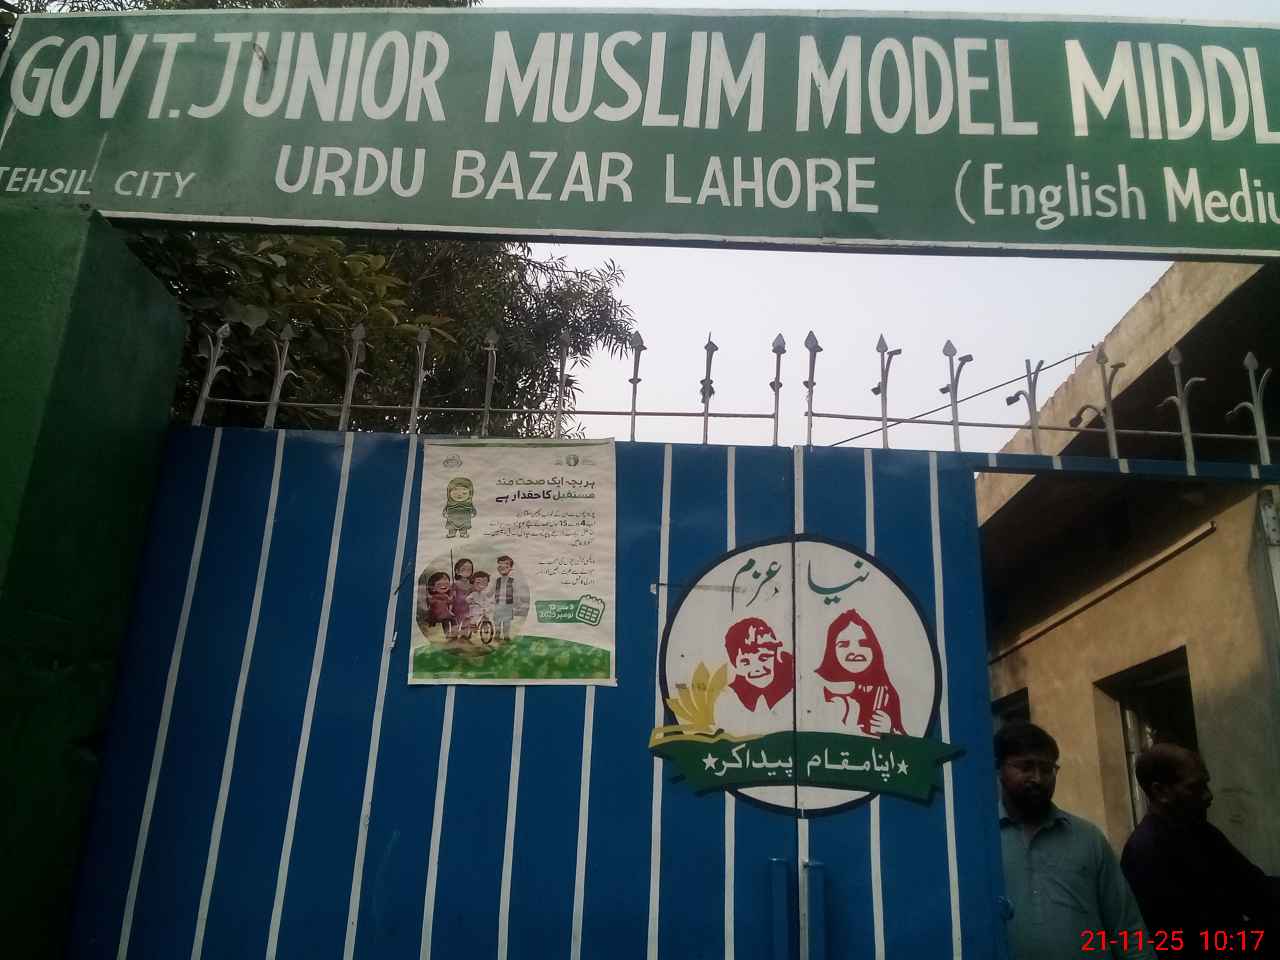 GOVT. JUNIOR MUSLIM MODEL MIDDL
TEHSIL CITY URDU BAZAR LAHORE (English Mediu
ہر بچہ ایک صحت مند
مستقبل کا حقدار ہے
نیا عزم
اپنا مقام پیدا کر
21-11-25 10:17